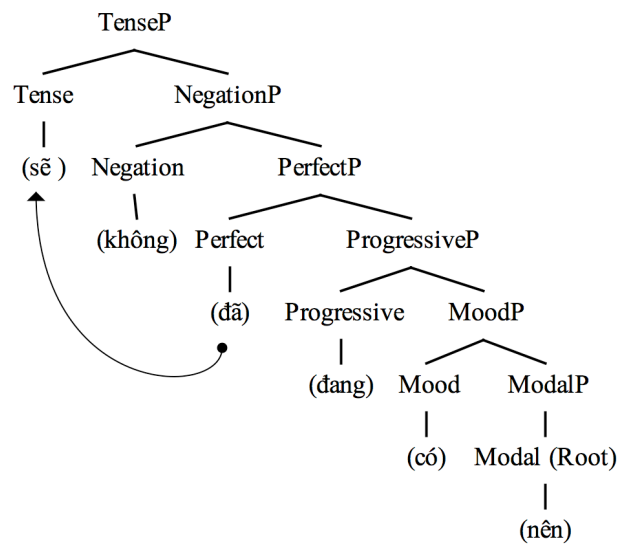 TenseP
Tense NegationP
(sẽ ) Negation PerfectP
(không) Perfect ProgressiveP
(đã) Progressive MoodP
(đang) Mood ModalP
(có) Modal (Root)
(nên)